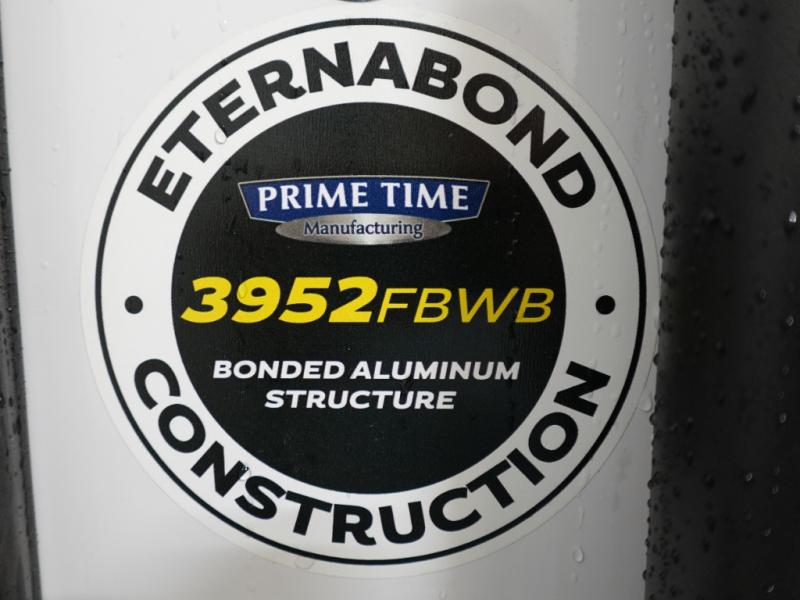 ETERNABOND
PRIME TIME
Manufacturing
3952FBWB
BONDED ALUMINUM
STRUCTURE
CONSTRUCTION